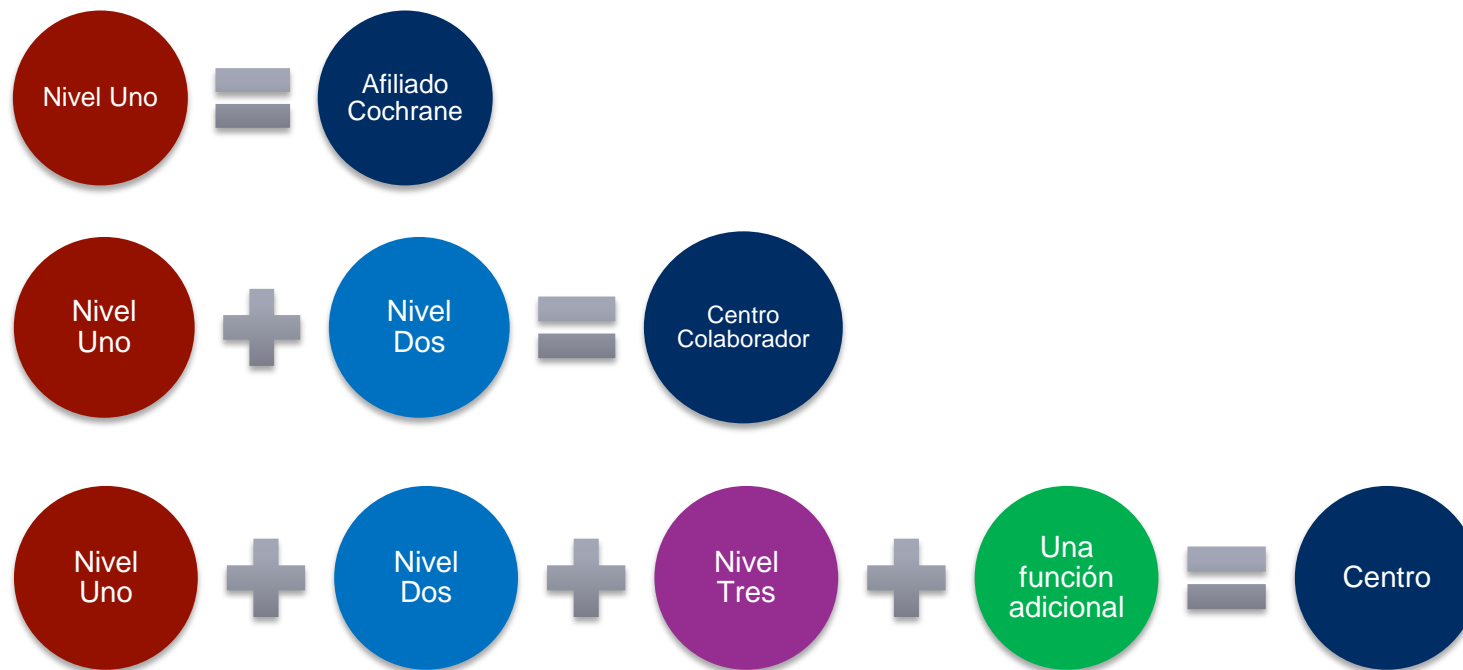 Nivel Uno
Afiliado
Cochrane
Nivel
Uno
Nivel
Dos
Centro
Colaborador
Nivel
Uno
Nivel
Dos
Nivel
Tres
Una
función
adicional
Centro